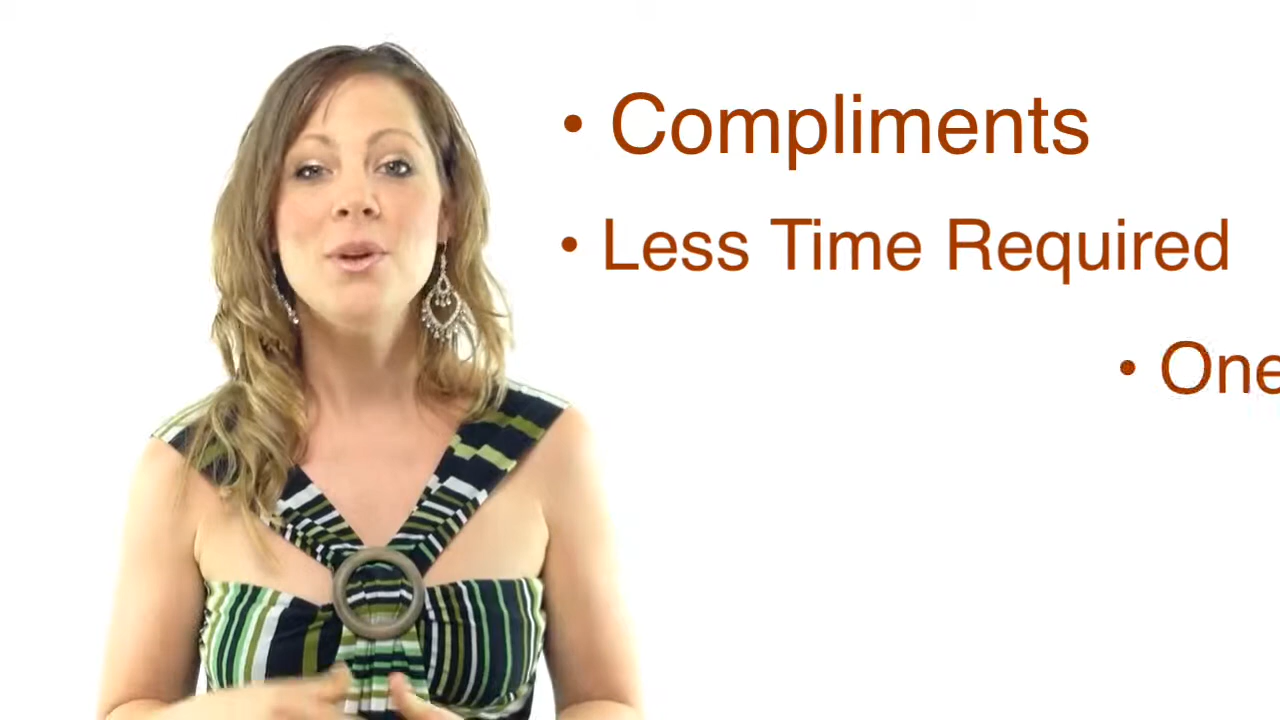 • Compliments
• Less Time Required
• One